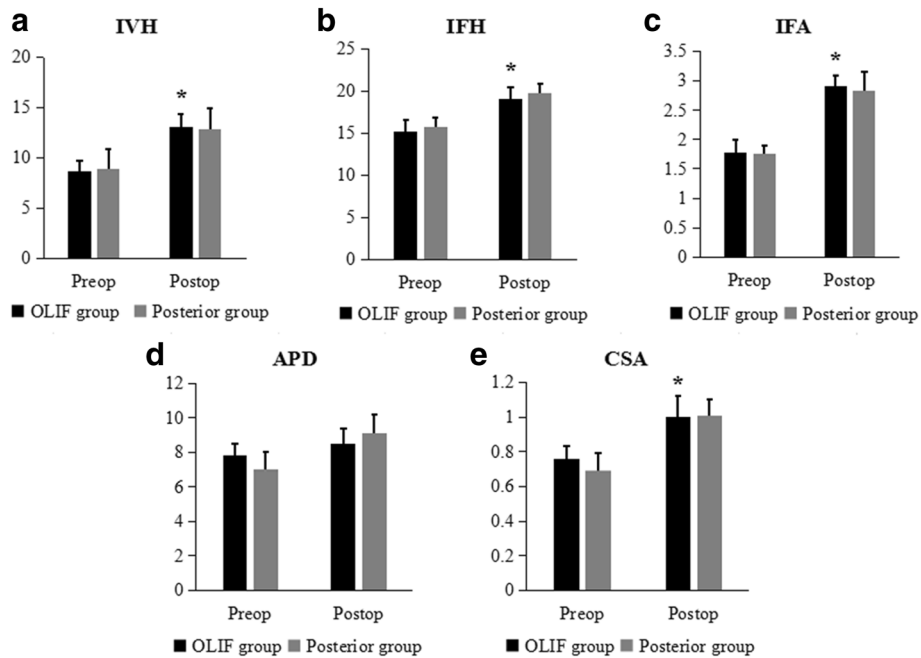 a
IVH
20
15
10
5
0
*
Preop
Postop
OLIF group
Posterior group
b
IFH
25
20
15
10
5
0
*
Preop
Postop
OLIF group
Posterior group
c
IFA
3.5
3
2.5
2
1.5
1
0.5
0
*
Preop
Postop
OLIF group
Posterior group
d
APD
12
10
8
6
4
2
0
Preop
Postop
OLIF group
Posterior group
e
CSA
1.2
1
0.8
0.6
0.4
0.2
0
*
Preop
Postop
OLIF group
Posterior group